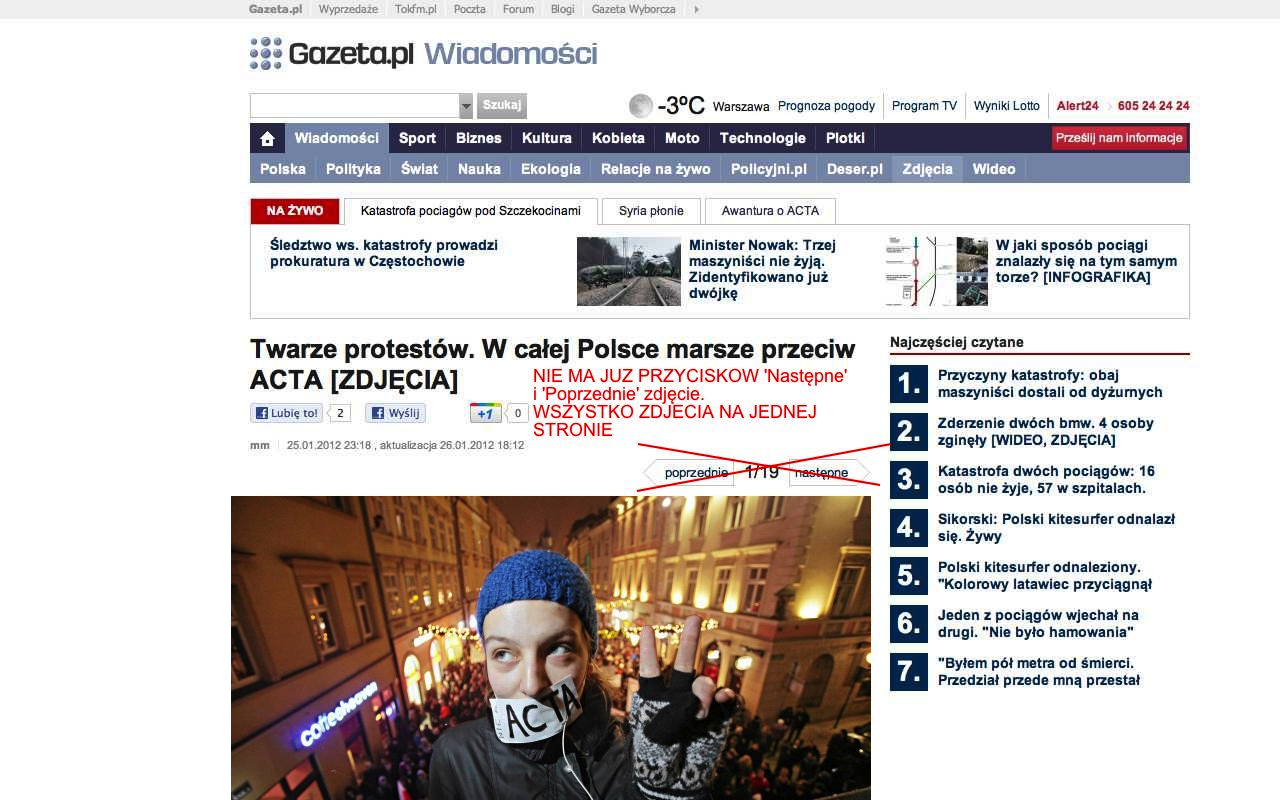 Gazeta.pl Wyprzedaże Tokfm.pl Poczta Forum Blogi Gazeta Wyborcza
Gazeta.pl Wiadomości
Szukaj -3ºC Warszawa Prognoza pogody Program TV Wyniki Lotto Alert24 605 24 24 24
Wiadomości Sport Biznes Kultura Kobieta Moto Technologie Plotki Prześlij nam informacje
Polska Polityka Świat Nauka Ekologia Relacje na żywo Policyjni.pl Deser.pl Zdjęcia Wideo
NA ŻYWO Katastrofa pociągów pod Szczekocinami Syria płonie Awantura o ACTA
Śledztwo ws. katastrofy prowadzi
prokuratura w Częstochowie
Minister Nowak: Trzej
maszyniści nie żyją.
Zidentyfikowano już
dwójkę
W jaki sposób pociągi
znalazły się na tym samym
torze? [INFOGRAFIKA]
Twarze protestów. W całej Polsce marsze przeciw
ACTA [ZDJĘCIA]
NIE MA JUZ PRZYCISKOW 'Następne'
i 'Poprzednie' zdjęcie.
WSZYSTKO ZDJECIA NA JEDNEJ
STRONIE
Lubię to! 2 Wyślij +1 0
mm 25.01.2012 23:18 , aktualizacja 26.01.2012 18:12
poprzednie 1/19 następne
coffeeheaven
ACTA
Najczęściej czytane
1. Przyczyny katastrofy: obaj
maszyniści dostali od dyżurnych
2. Zderzenie dwóch bmw. 4 osoby
zginęły [WIDEO, ZDJĘCIA]
3. Katastrofa dwóch pociągów: 16
osób nie żyje, 57 w szpitalach.
4. Sikorski: Polski kitesurfer odnalazł
się. Żywy
5. Polski kitesurfer odnaleziony.
"Kolorowy latawiec przyciągnął
6. Jeden z pociągów wjechał na
drugi. "Nie było hamowania"
7. "Byłem pół metra od śmierci.
Przedział przede mną przestał